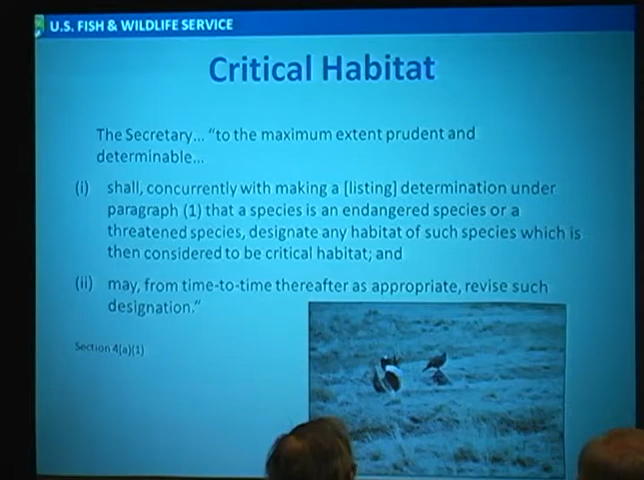 U.S. FISH & WILDLIFE SERVICE
Critical Habitat
The Secretary... "to the maximum extent prudent and
determinable...
(i) shall, concurrently with making a [listing] determination under
paragraph (1) that a species is an endangered species or a
threatened species, designate any habitat of such species which is
then considered to be critical habitat; and
(ii) may, from time-to-time thereafter as appropriate, revise such
designation."
Section 4(a)(1)